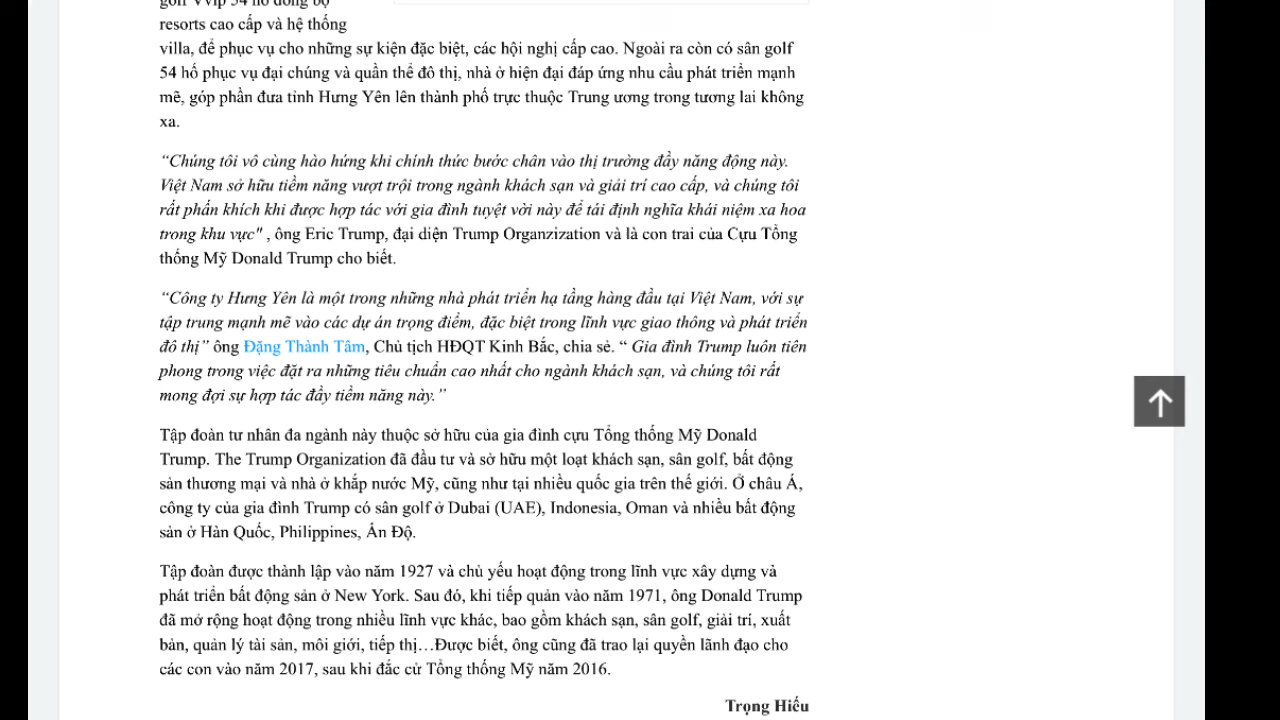 golf Vvip 54 hố đồng bộ
resorts cao cấp và hệ thống
villa, để phục vụ cho những sự kiện đặc biệt, các hội nghị cấp cao. Ngoài ra còn có sân golf
54 hố phục vụ đại chúng và quần thể đô thị, nhà ở hiện đại đáp ứng nhu cầu phát triển mạnh
mẽ, góp phần đưa tỉnh Hưng Yên lên thành phố trực thuộc Trung ương trong tương lai không
xa.
“Chúng tôi vô cùng hào hứng khi chính thức bước chân vào thị trường đầy năng động này.
Việt Nam sở hữu tiềm năng vượt trội trong ngành khách sạn và giải trí cao cấp, và chúng tôi
rất phấn khích khi được hợp tác với gia đình tuyệt vời này để tái định nghĩa khái niệm xa hoa
trong khu vực" , ông Eric Trump, đại diện Trump Organzization và là con trai của Cựu Tổng
thống Mỹ Donald Trump cho biết.
“Công ty Hưng Yên là một trong những nhà phát triển hạ tầng hàng đầu tại Việt Nam, với sự
tập trung mạnh mẽ vào các dự án trọng điểm, đặc biệt trong lĩnh vực giao thông và phát triển
đô thị” ông Đặng Thành Tâm, Chủ tịch HĐQT Kinh Bắc, chia sẻ. “ Gia đình Trump luôn tiên
phong trong việc đặt ra những tiêu chuẩn cao nhất cho ngành khách sạn, và chúng tôi rất
mong đợi sự hợp tác đầy tiềm năng này.”
Tập đoàn tư nhân đa ngành này thuộc sở hữu của gia đình cựu Tổng thống Mỹ Donald
Trump. The Trump Organization đã đầu tư và sở hữu một loạt khách sạn, sân golf, bất động
sản thương mại và nhà ở khắp nước Mỹ, cũng như tại nhiều quốc gia trên thế giới. Ở châu Á,
công ty của gia đình Trump có sân golf ở Dubai (UAE), Indonesia, Oman và nhiều bất động
sản ở Hàn Quốc, Philippines, Ấn Độ.
Tập đoàn được thành lập vào năm 1927 và chủ yếu hoạt động trong lĩnh vực xây dựng và
phát triển bất động sản ở New York. Sau đó, khi tiếp quản vào năm 1971, ông Donald Trump
đã mở rộng hoạt động trong nhiều lĩnh vực khác, bao gồm khách sạn, sân golf, giải trí, xuất
bản, quản lý tài sản, môi giới, tiếp thị…Được biết, ông cũng đã trao lại quyền lãnh đạo cho
các con vào năm 2017, sau khi đắc cử Tổng thống Mỹ năm 2016.
Trọng Hiếu